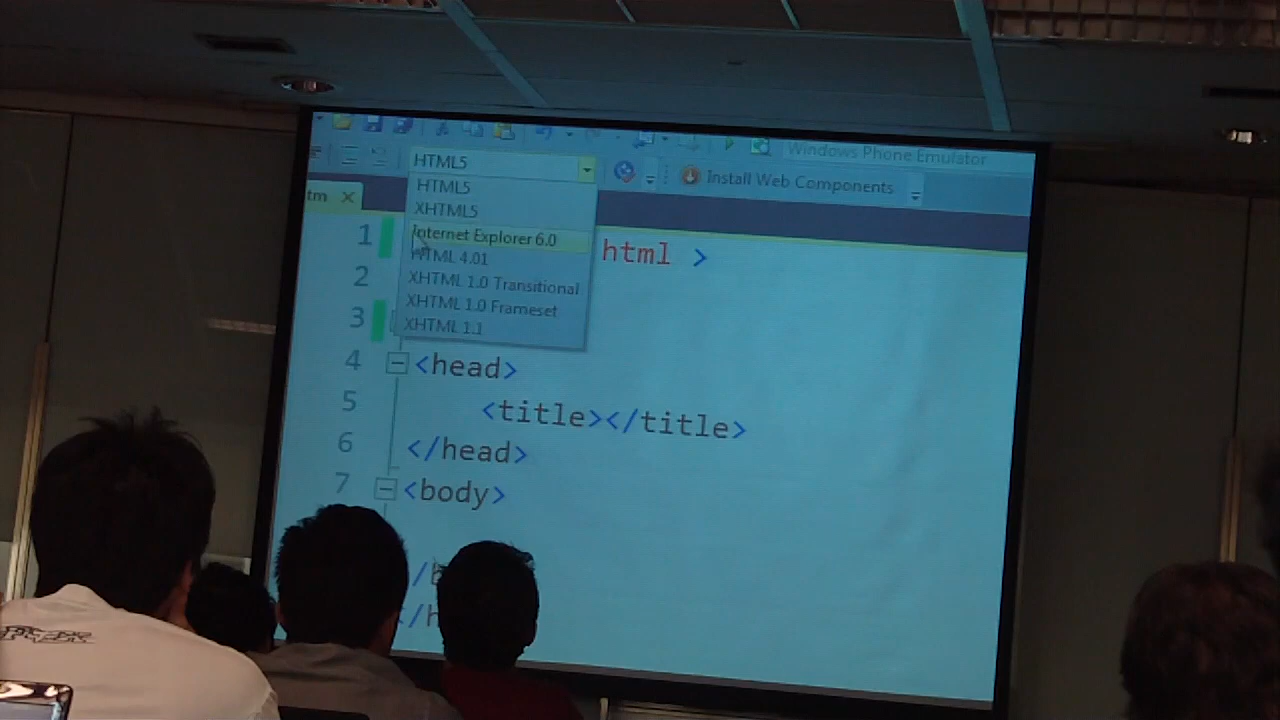 Windows Phone Emulator
HTML5
Install Web Components
tm
HTML5
XHTML5
Internet Explorer 6.0
HTML 4.01
XHTML 1.0 Transitional
XHTML 1.0 Frameset
XHTML 1.1
1 html >
2
3
4 <head>
5 <title></title>
6 </head>
7 <body>
/b
/h